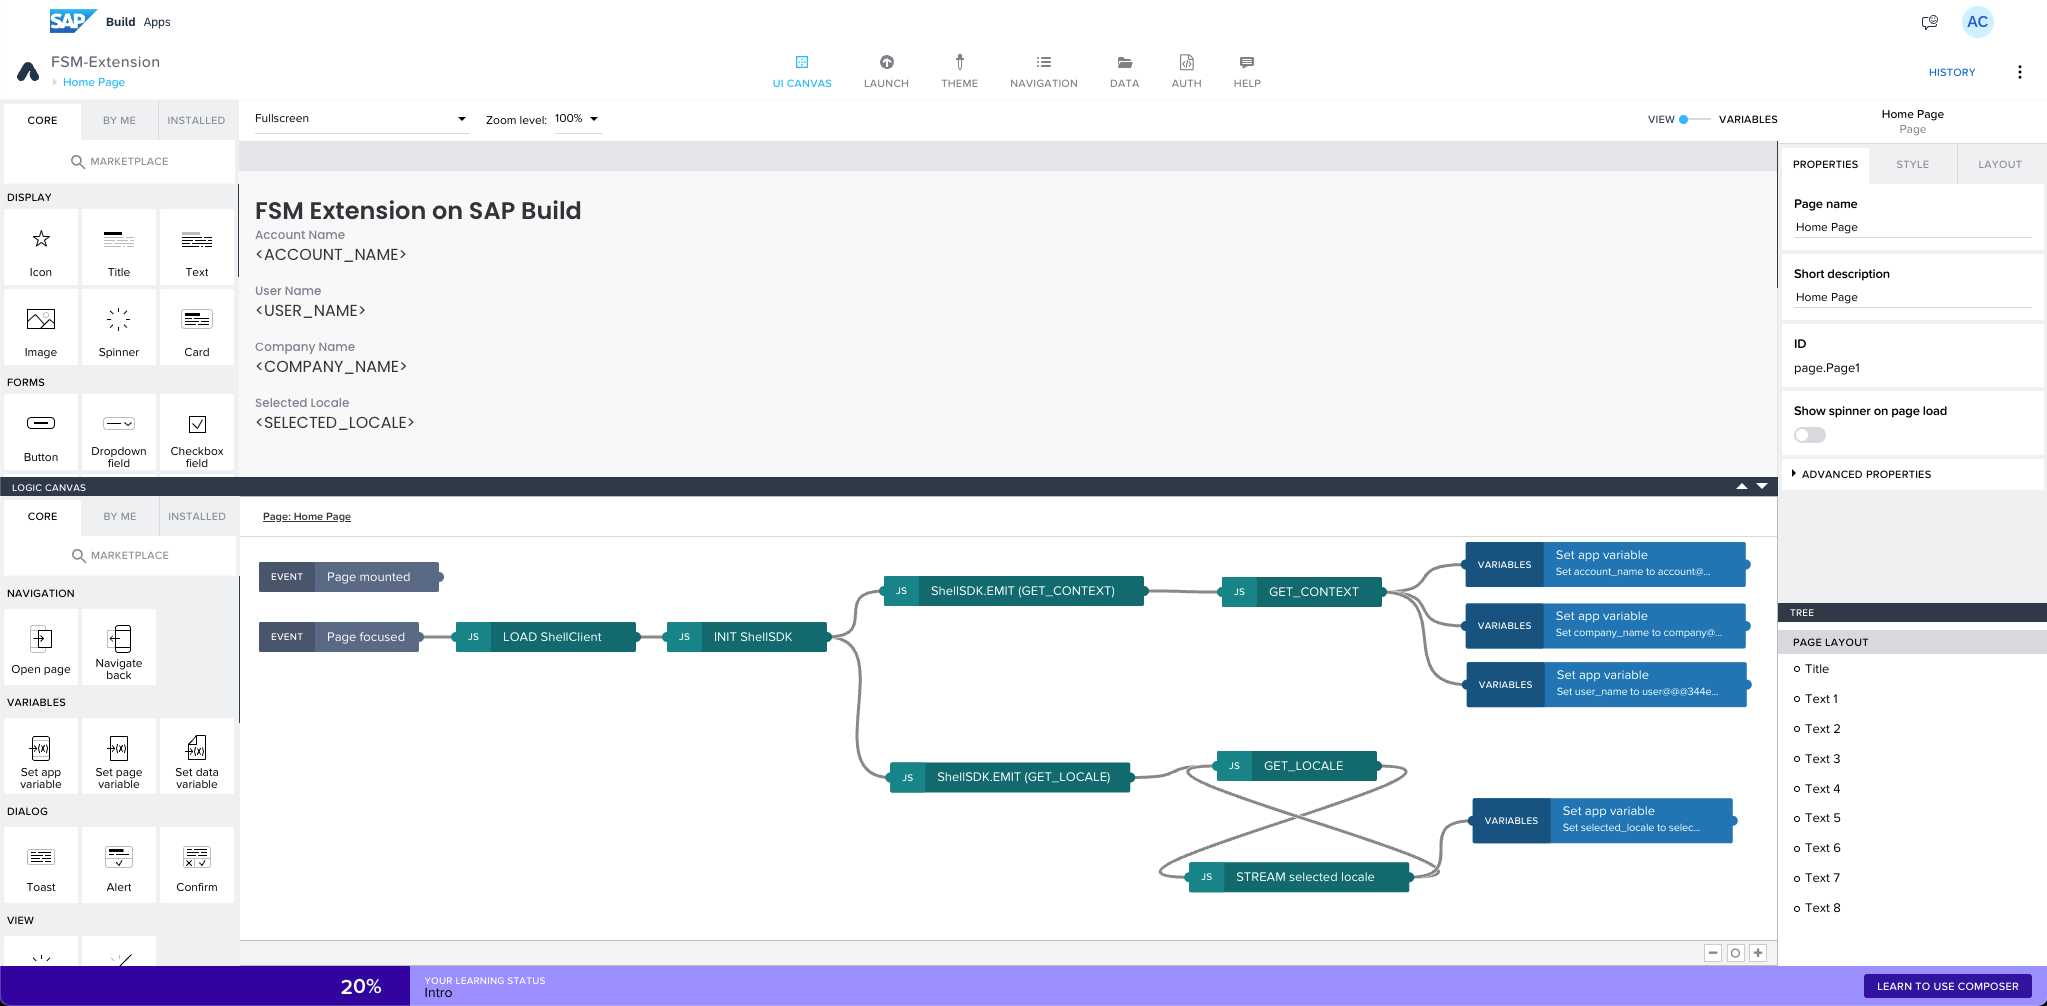 SAP Build Apps
AC
FSM-Extension
Home Page
UI CANVAS
LAUNCH
THEME
NAVIGATION
DATA
AUTH
HELP
HISTORY
CORE
BY ME
INSTALLED
MARKETPLACE
Fullscreen
Zoom level: 100%
VIEW
VARIABLES
Home Page
Page
PROPERTIES
STYLE
LAYOUT
DISPLAY
Icon
Title
Text
Image
Spinner
Card
FORMS
Button
Dropdown field
Checkbox field
FSM Extension on SAP Build
Account Name
<ACCOUNT_NAME>
User Name
<USER_NAME>
Company Name
<COMPANY_NAME>
Selected Locale
<SELECTED_LOCALE>
Page name
Home Page
Short description
Home Page
ID
page.Page1
Show spinner on page load
ADVANCED PROPERTIES
LOGIC CANVAS
CORE
BY ME
INSTALLED
MARKETPLACE
NAVIGATION
Open page
Navigate back
VARIABLES
Set app variable
Set page variable
Set data variable
DIALOG
Toast
Alert
Confirm
VIEW
Page: Home Page
EVENT Page mounted
EVENT Page focused
JS LOAD ShellClient
JS INIT ShellSDK
JS ShellSDK.EMIT (GET_CONTEXT)
JS GET_CONTEXT
VARIABLES Set app variable
Set account_name to account@...
VARIABLES Set app variable
Set company_name to company@...
VARIABLES Set app variable
Set user_name to user@@@344e...
JS ShellSDK.EMIT (GET_LOCALE)
JS GET_LOCALE
JS STREAM selected locale
VARIABLES Set app variable
Set selected_locale to selec...
TREE
PAGE LAYOUT
Title
Text 1
Text 2
Text 3
Text 4
Text 5
Text 6
Text 7
Text 8
20%
YOUR LEARNING STATUS
Intro
LEARN TO USE COMPOSER